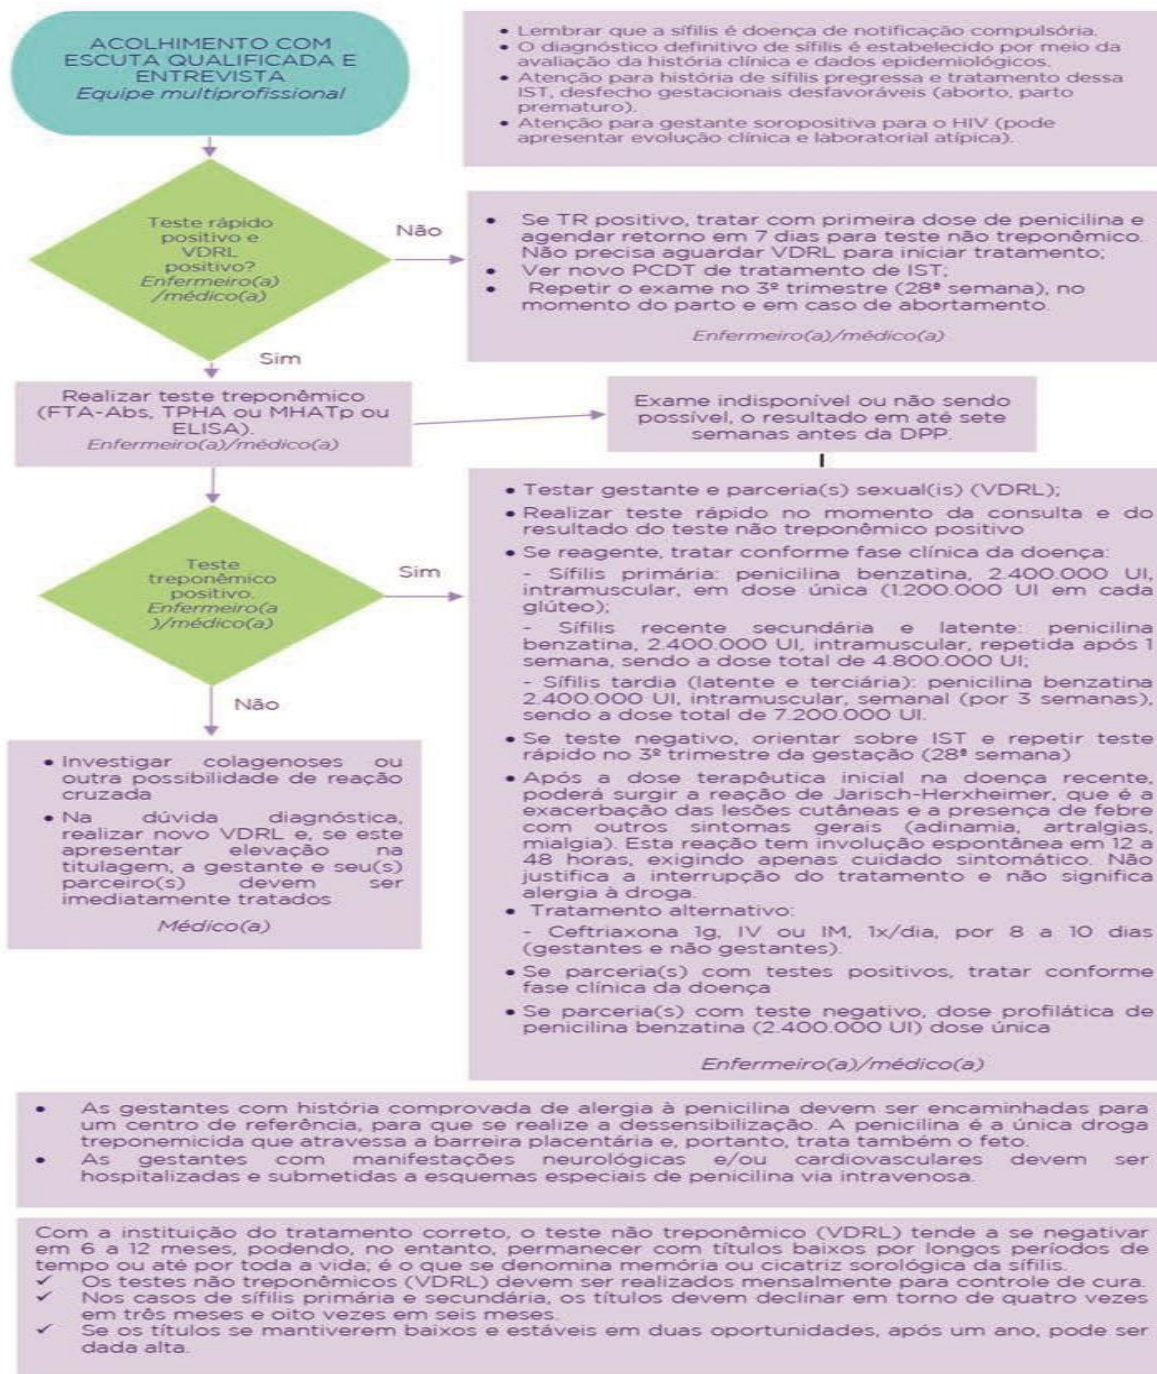 ACOLHIMENTO COM
ESCUTA QUALIFICADA E
ENTREVISTA
Equipe multiprofissional
• Lembrar que a sífilis é doença de notificação compulsória.
• O diagnóstico definitivo de sífilis é estabelecido por meio da
avaliação da história clínica e dados epidemiológicos.
• Atenção para história de sífilis pregressa e tratamento dessa
IST, desfecho gestacionais desfavoráveis (aborto, parto
prematuro).
• Atenção para gestante soropositiva para o HIV (pode
apresentar evolução clínica e laboratorial atípica).
Teste rápido
positivo e
VDRL
positivo?
Enfermeiro(a)
/médico(a)
Não
• Se TR positivo, tratar com primeira dose de penicilina e
agendar retorno em 7 dias para teste não treponêmico.
Não precisa aguardar VDRL para iniciar tratamento;
• Ver novo PCDT de tratamento de IST;
• Repetir o exame no 3º trimestre (28ª semana), no
momento do parto e em caso de abortamento.
Enfermeiro(a)/médico(a)
Sim
Realizar teste treponêmico
(FTA-Abs, TPHA ou MHATp ou
ELISA).
Enfermeiro(a)/médico(a)
Exame indisponível ou não sendo
possível, o resultado em até sete
semanas antes da DPP.
Teste
treponêmico
positivo.
Enfermeiro(a
)/médico(a)
Sim
• Testar gestante e parceria(s) sexual(is) (VDRL);
• Realizar teste rápido no momento da consulta e do
resultado do teste não treponêmico positivo
• Se reagente, tratar conforme fase clínica da doença:
- Sífilis primária: penicilina benzatina, 2.400.000 UI,
intramuscular, em dose única (1.200.000 UI em cada
glúteo);
- Sífilis recente secundária e latente: penicilina
benzatina, 2.400.000 UI, intramuscular, repetida após 1
semana, sendo a dose total de 4.800.000 UI;
- Sífilis tardia (latente e terciária): penicilina benzatina
2.400.000 UI, intramuscular, semanal (por 3 semanas),
sendo a dose total de 7.200.000 UI.
• Se teste negativo, orientar sobre IST e repetir teste
rápido no 3º trimestre da gestação (28ª semana)
• Após a dose terapêutica inicial na doença recente,
poderá surgir a reação de Jarisch-Herxheimer, que é a
exacerbação das lesões cutâneas e a presença de febre
com outros sintomas gerais (adinamia, artralgias,
mialgia). Esta reação tem involução espontânea em 12 a
48 horas, exigindo apenas cuidado sintomático. Não
justifica a interrupção do tratamento e não significa
alergia à droga.
• Tratamento alternativo:
- Ceftriaxona 1g, IV ou IM, 1x/dia, por 8 a 10 dias
(gestantes e não gestantes).
• Se parceria(s) com testes positivos, tratar conforme
fase clínica da doença
• Se parceria(s) com teste negativo, dose profilática de
penicilina benzatina (2.400.000 UI) dose única
Enfermeiro(a)/médico(a)
Não
• Investigar colagenoses ou
outra possibilidade de reação
cruzada
• Na dúvida diagnóstica,
realizar novo VDRL e, se este
apresentar elevação na
titulagem, a gestante e seu(s)
parceiro(s) devem ser
imediatamente tratados
Médico(a)
• As gestantes com história comprovada de alergia à penicilina devem ser encaminhadas para
um centro de referência, para que se realize a dessensibilização. A penicilina é a única droga
treponemicida que atravessa a barreira placentária e, portanto, trata também o feto.
• As gestantes com manifestações neurológicas e/ou cardiovasculares devem ser
hospitalizadas e submetidas a esquemas especiais de penicilina via intravenosa.
Com a instituição do tratamento correto, o teste não treponêmico (VDRL) tende a se negativar
em 6 a 12 meses, podendo, no entanto, permanecer com títulos baixos por longos períodos de
tempo ou até por toda a vida; é o que se denomina memória ou cicatriz sorológica da sífilis.
✓ Os testes não treponêmicos (VDRL) devem ser realizados mensalmente para controle de cura.
✓ Nos casos de sífilis primária e secundária, os títulos devem declinar em torno de quatro vezes
em três meses e oito vezes em seis meses.
✓ Se os títulos se mantiverem baixos e estáveis em duas oportunidades, após um ano, pode ser
dada alta.